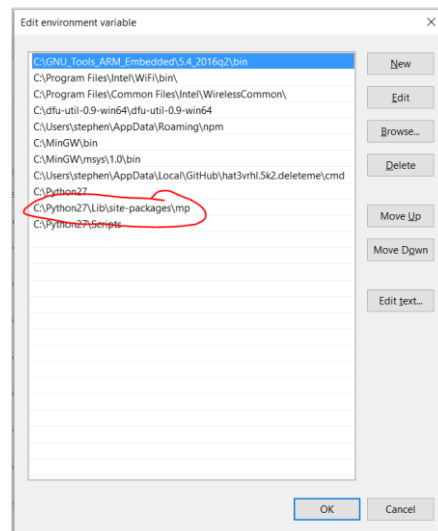 Edit environment variable
C:\GNU_Tools_ARM_Embedded\5.4_2016q2\bin
New
C:\Program Files\Intel\WiFi\bin\
C:\Program Files\Common Files\Intel\WirelessCommon\
Edit
C:\dfu-util-0.9-win64\dfu-util-0.9-win64
C:\Users\stephen\AppData\Roaming\npm
Browse...
C:\MinGW\bin
C:\MinGW\msys\1.0\bin
Delete
C:\Users\stephen\AppData\Local\GitHub\hat3vrhl.5k2.deleteme\cmd
C:\Python27
C:\Python27\Lib\site-packages\mp
Move Up
C:\Python27\Scripts
Move Down
Edit text...
OK
Cancel